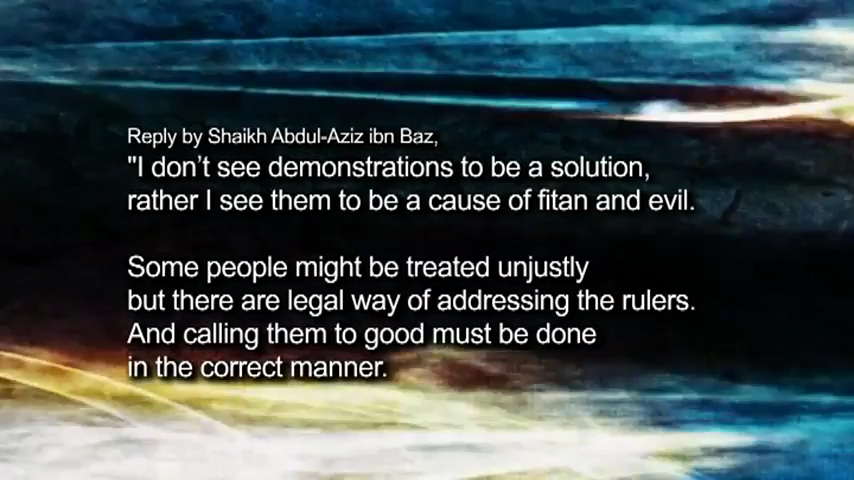 Reply by Shaikh Abdul-Aziz ibn Baz,
"I don't see demonstrations to be a solution,
rather I see them to be a cause of fitan and evil.
Some people might be treated unjustly
but there are legal way of addressing the rulers.
And calling them to good must be done
in the correct manner.